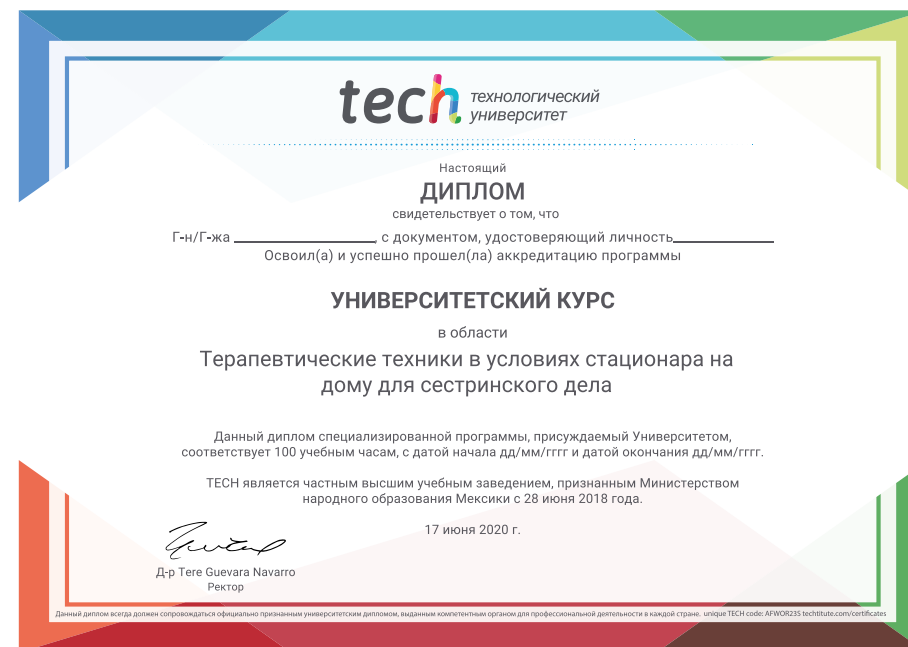 tech технологический
университет
Настоящий
ДИПЛОМ
свидетельствует о том, что
Г-н/Г-жа ____________, с документом, удостоверяющий личность____________
Освоил(а) и успешно прошел(ла) аккредитацию программы
УНИВЕРСИТЕТСКИЙ КУРС
в области
Терапевтические техники в условиях стационара на
дому для сестринского дела
Данный диплом специализированной программы, присуждаемый Университетом,
соответствует 100 учебным часам, с датой начала дд/мм/гггг и датой окончания дд/мм/гггг.
TECH является частным высшим учебным заведением, признанным Министерством
народного образования Мексики с 28 июня 2018 года.
17 июня 2020 г.
Д-р Tere Guevara Navarro
Ректор
Данный диплом всегда должен сопровождаться официально признанным университетским дипломом, выданным компетентным органом для профессиональной деятельности в каждой стране. unique TECH code: AFWOR23S techtitute.com/certificates